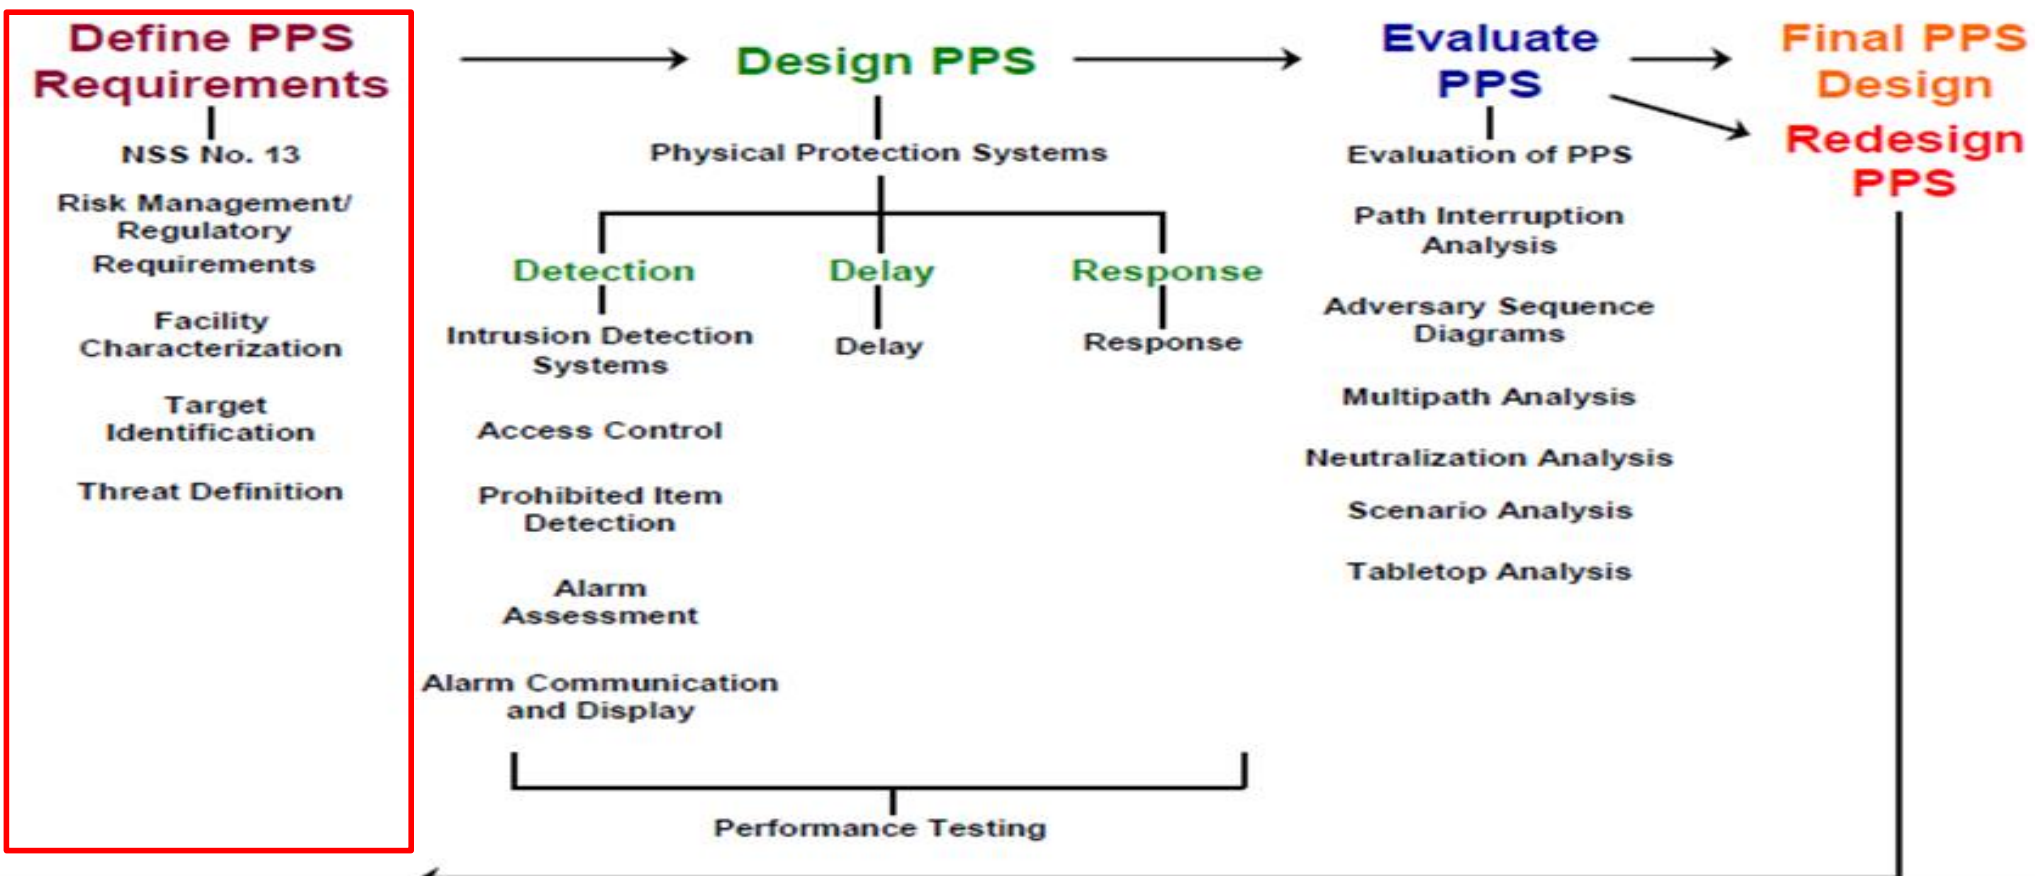 Define PPS
Requirements
NSS No. 13
Risk Management/
Regulatory
Requirements
Facility
Characterization
Target
Identification
Threat Definition
Design PPS
Physical Protection Systems
Detection
Intrusion Detection
Systems
Access Control
Prohibited Item
Detection
Alarm
Assessment
Alarm Communication
and Display
Delay
Delay
Response
Response
Performance Testing
Evaluate
PPS
Evaluation of PPS
Path Interruption
Analysis
Adversary Sequence
Diagrams
Multipath Analysis
Neutralization Analysis
Scenario Analysis
Tabletop Analysis
Final PPS
Design
Redesign
PPS